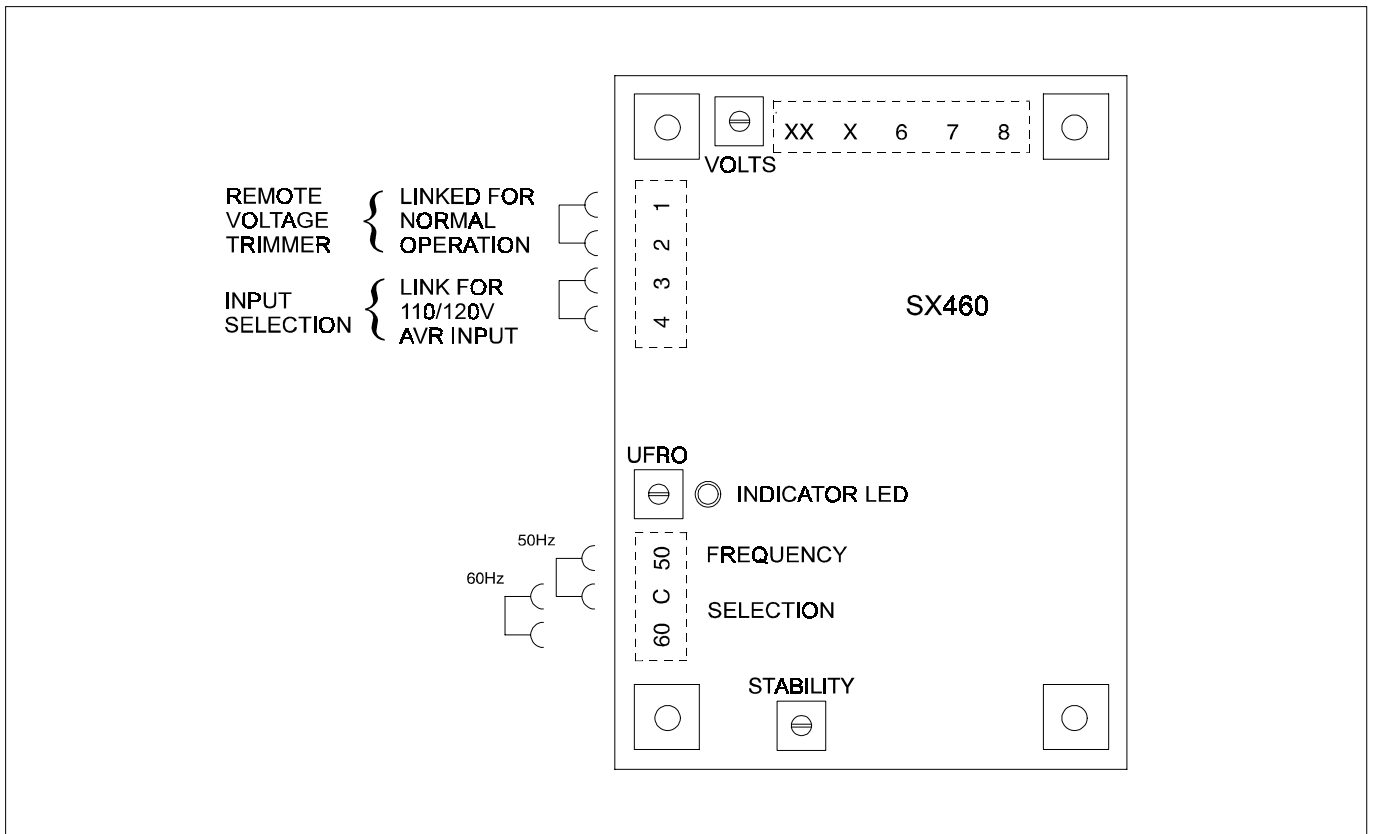 XX X 6 7 8
VOLTS
REMOTE
VOLTAGE
TRIMMER
{
LINKED FOR
NORMAL
OPERATION
1
2
INPUT
SELECTION
{
LINK FOR
110/120V
AVR INPUT
3
4
SX460
UFRO
INDICATOR LED
50Hz
60Hz
50
C
60
FREQUENCY
SELECTION
STABILITY